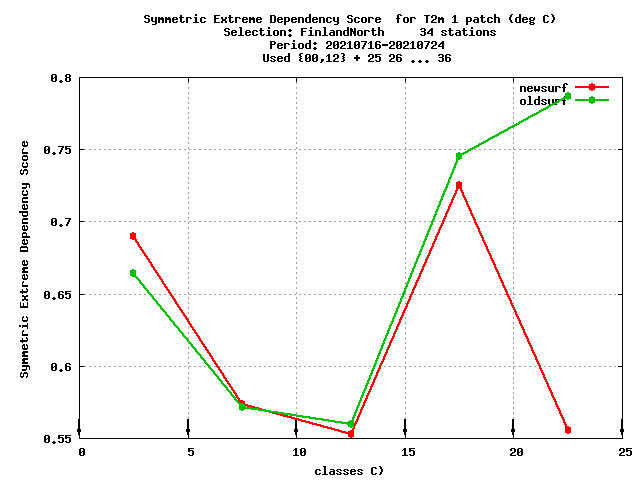 Symmetric Extreme Dependency Score  for T2m 1 patch (deg C)
Selection: FinlandNorth     34 stations
Period: 20210716-20210724
Used {00,12} + 25 26 ... 36
newsurf
oldsurf
0.8
0.75
0.7
0.65
0.6
0.55
Symmetric Extreme Dependency Score
0 5 10 15 20 25
classes C)